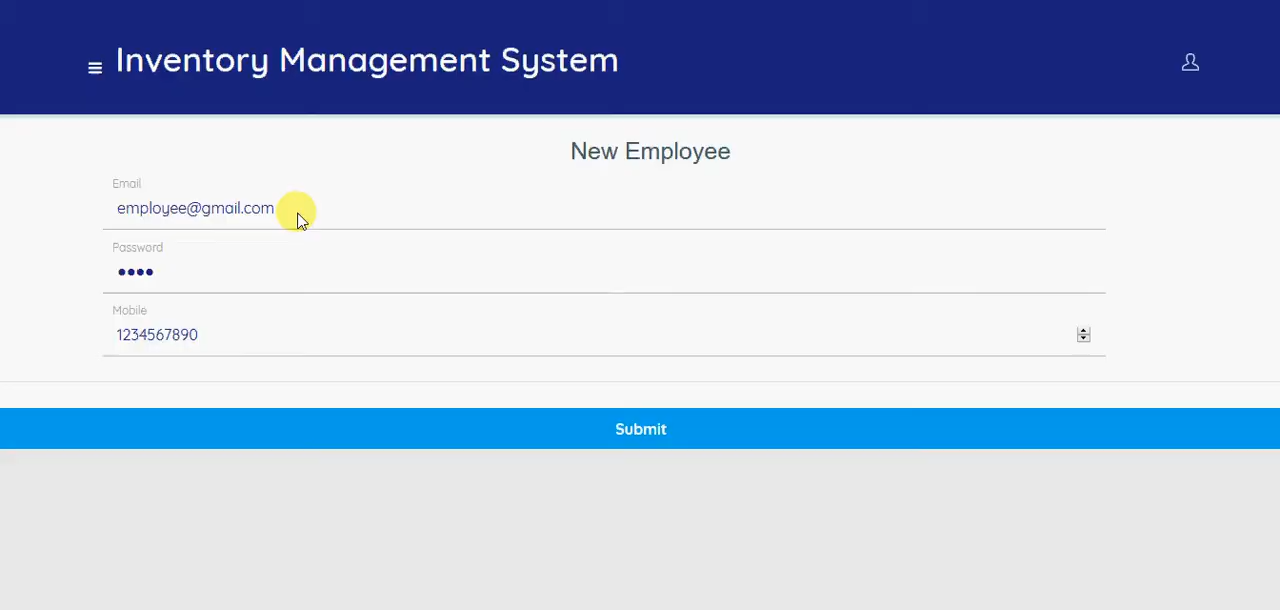 Inventory Management System
New Employee
Email
employee@gmail.com
Password
••••
Mobile
1234567890
Submit